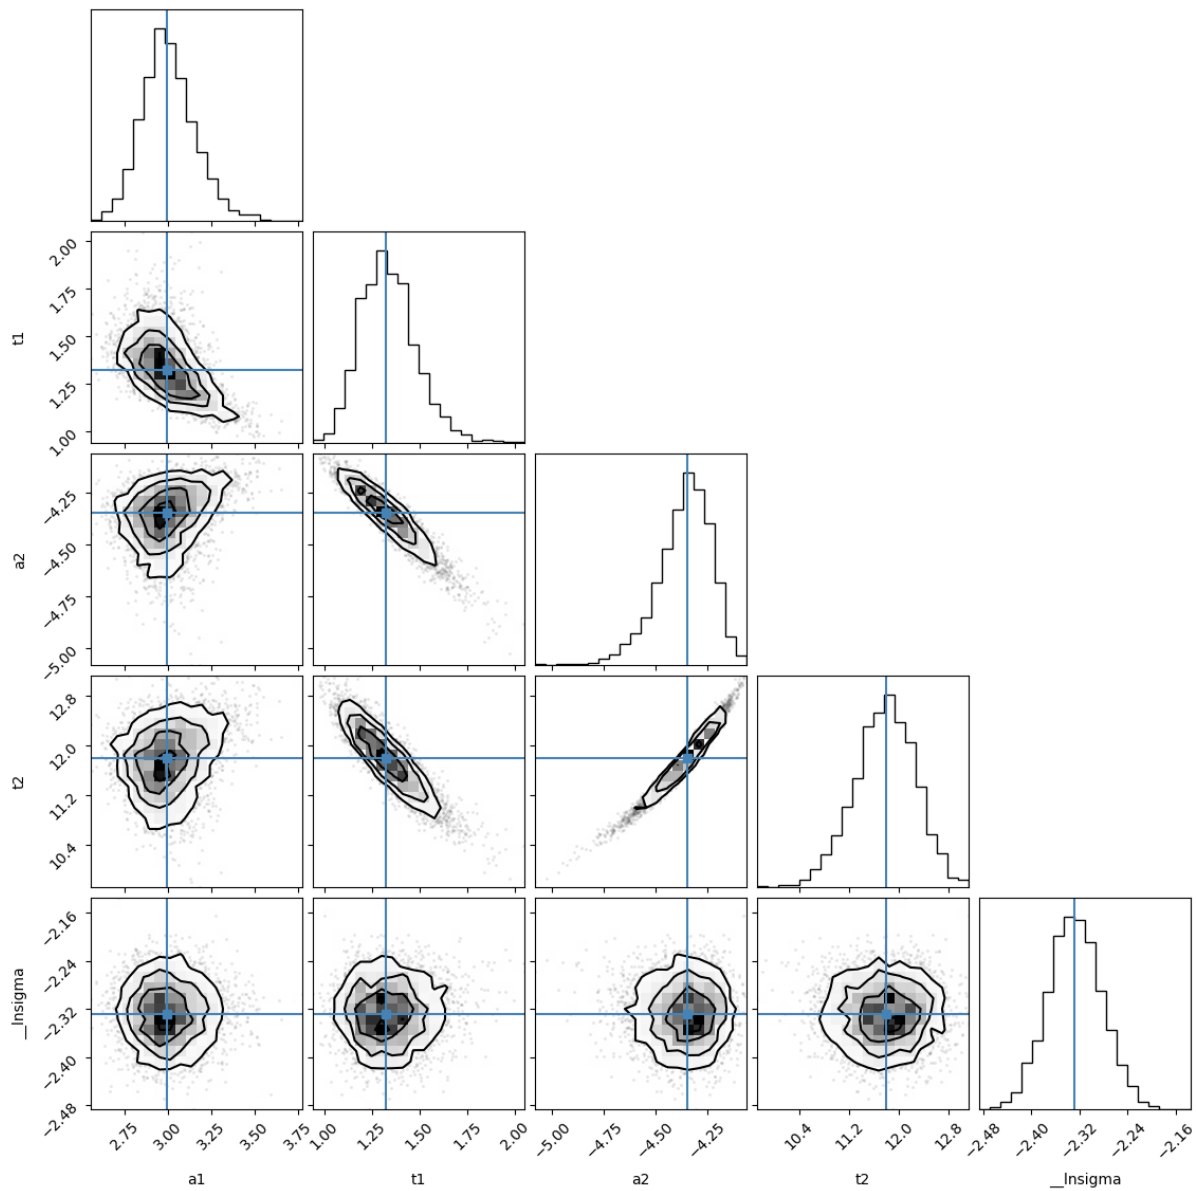 2.00
1.75
1.50
1.25
1.00
t1
−4.25
−4.50
−4.75
−5.00
a2
12.8
12.0
11.2
10.4
t2
−2.16
−2.24
−2.32
−2.40
−2.48
__lnsigma
2.75 3.00 3.25 3.50 3.75
1.00 1.25 1.50 1.75 2.00
−5.00 −4.75 −4.50 −4.25
10.4 11.2 12.0 12.8
−2.48 −2.40 −2.32 −2.24 −2.16
a1 t1 a2 t2 __lnsigma